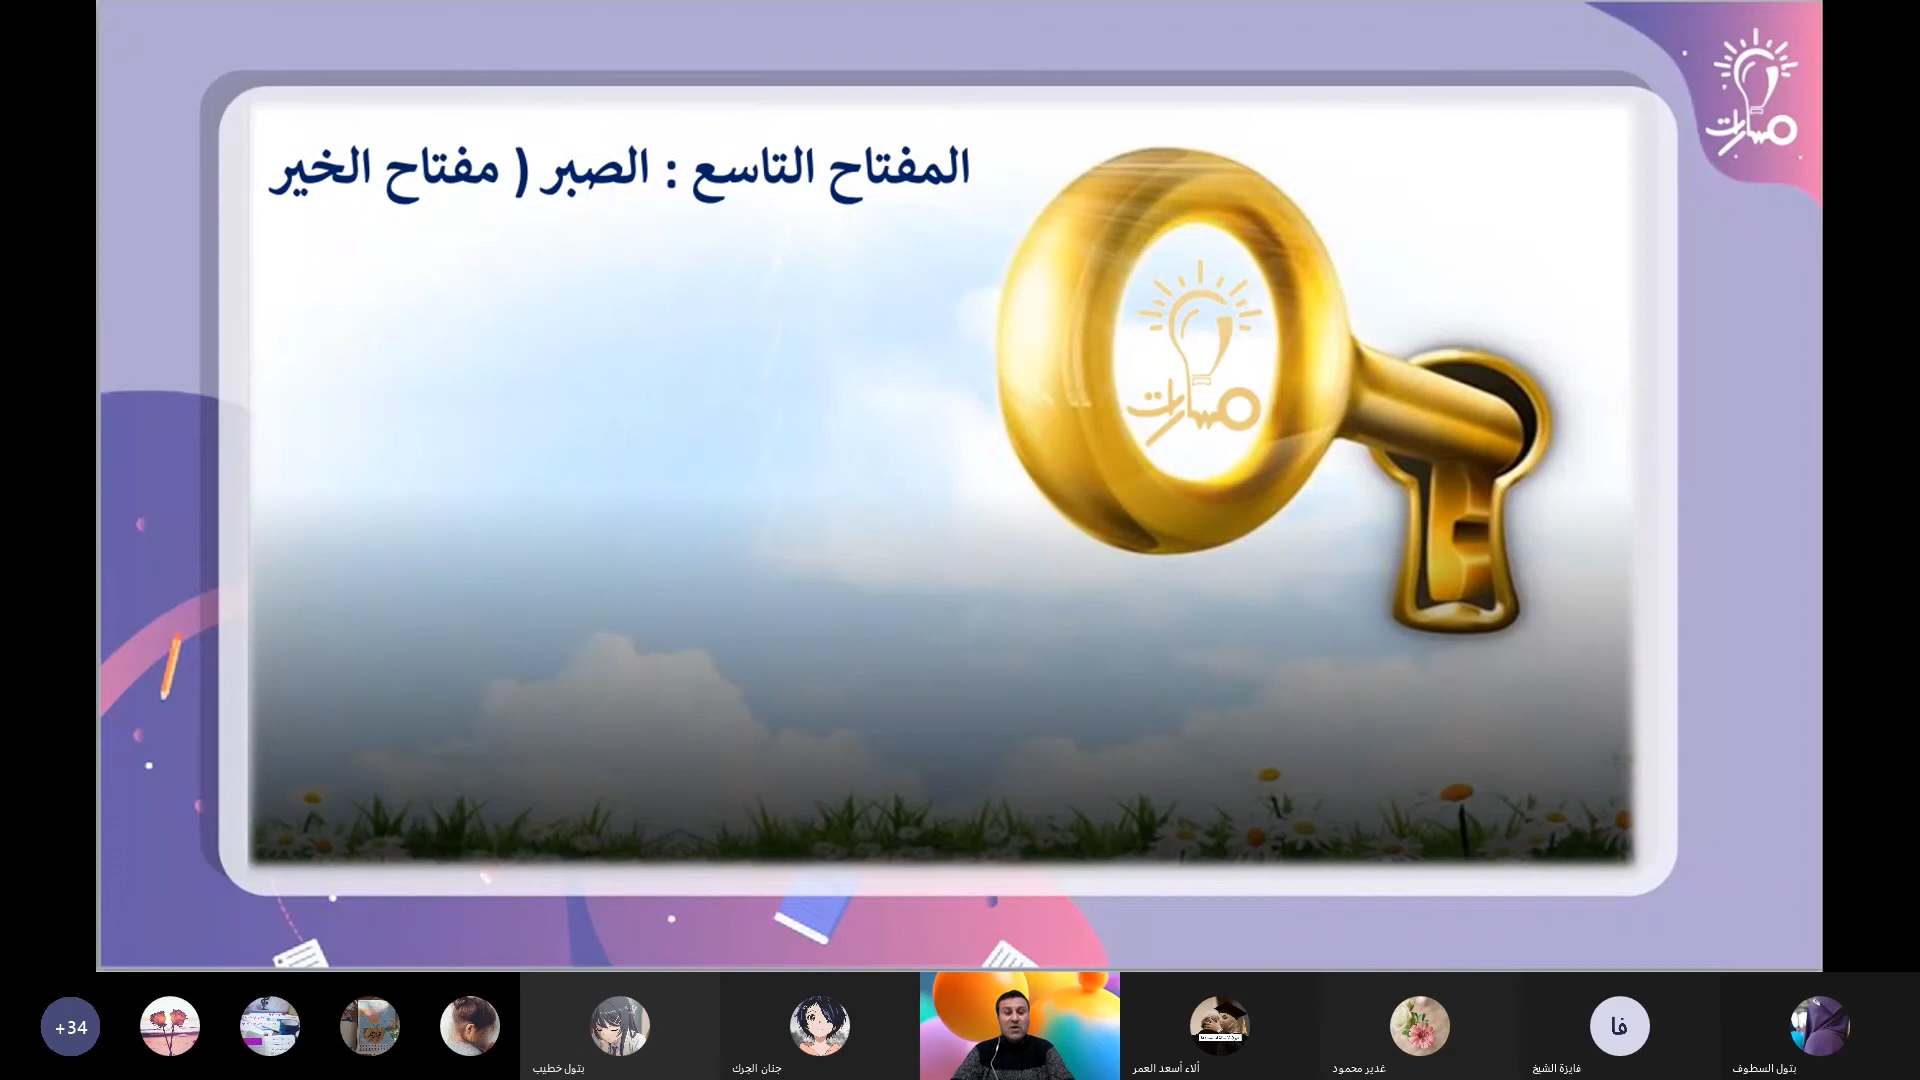 مسارات
المفتاح التاسع : الصبر ( مفتاح الخير
مسارات
+34
بتول خطيب
جنان الجرك
ألاء أسعد العمر
غدير محمود
فا
فايزة الشيخ
بتول السطوف